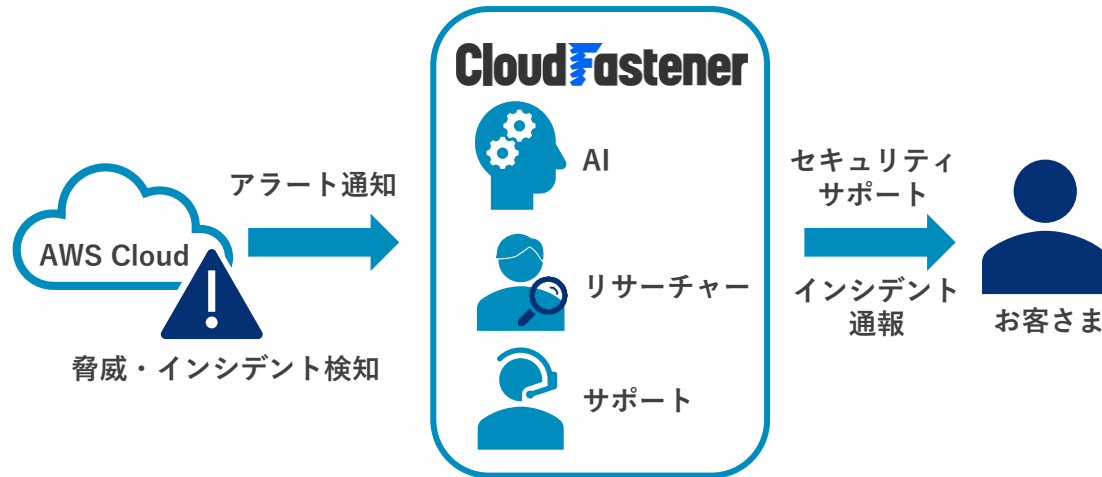 CloudFastener
AI
セキュリティ
サポート
アラート通知
AWS Cloud
リサーチャー
インシデント
通報
お客さま
脅威・インシデント検知
サポート